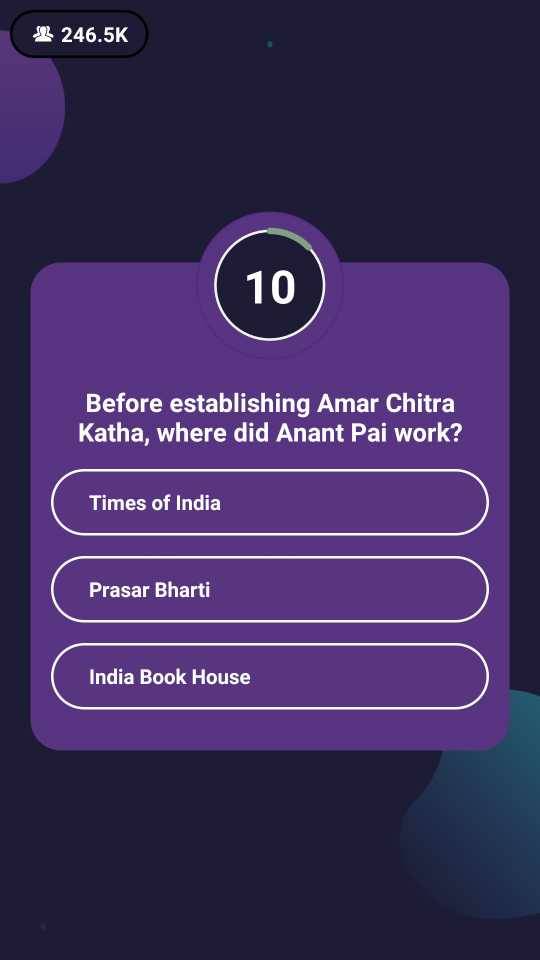 246.5K
10
Before establishing Amar Chitra
Katha, where did Anant Pai work?
Times of India
Prasar Bharti
India Book House